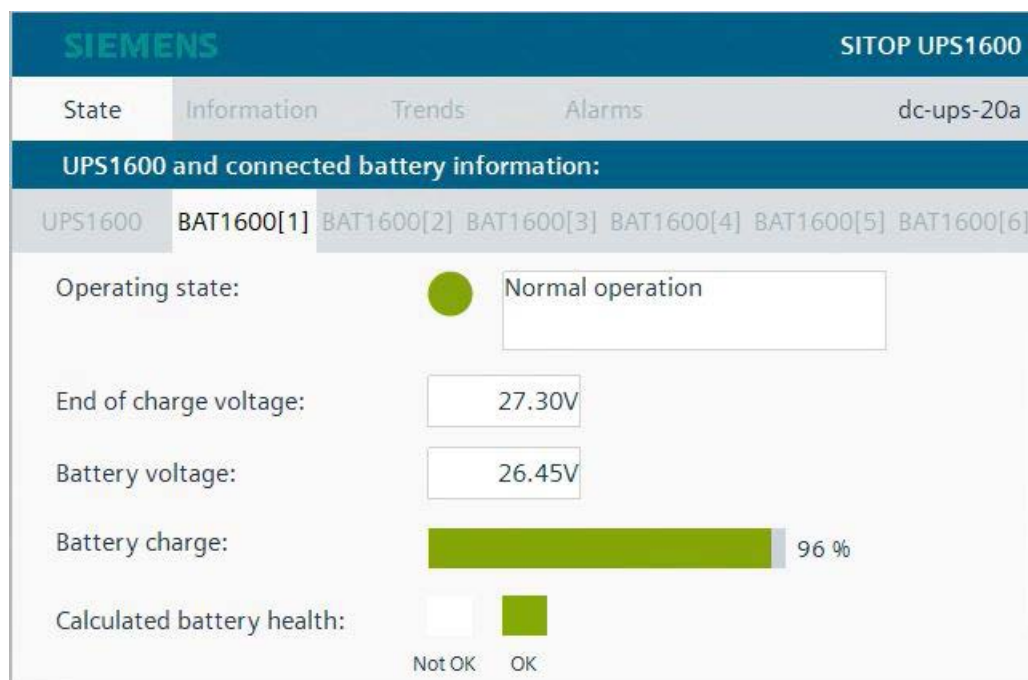 SIEMENS SITOP UPS1600
State Information Trends Alarms dc-ups-20a
UPS1600 and connected battery information:
UPS1600 BAT1600[1] BAT1600[2] BAT1600[3] BAT1600[4] BAT1600[5] BAT1600[6]
Operating state: Normal operation
End of charge voltage: 27.30V
Battery voltage: 26.45V
Battery charge: 96 %
Calculated battery health:
Not OK OK